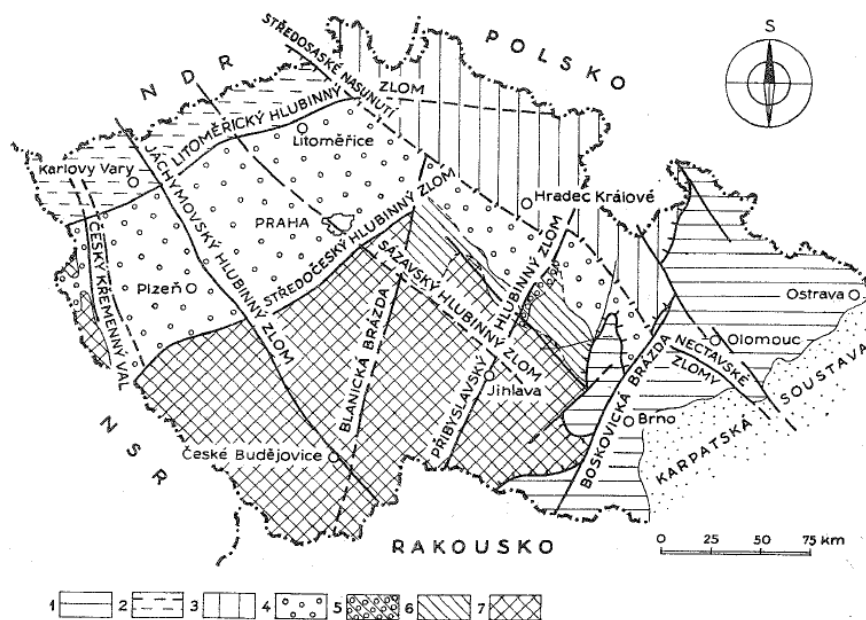 POLSKO
S
NDR
STŘEDOSASKÉ NASUNUTÍ
LITOMĚŘICKÝ HLUBINNÝ ZLOM
Litoměřice
Karlovy Vary
JÁCHYMOVSKÝ HLUBINNÝ ZLOM
Hradec Králové
PRAHA
STŘEDOČESKÝ HLUBINNÝ ZLOM
SÁZAVSKÝ HLUBINNÝ ZLOM
PŘIBYSLAVSKÝ HLUBINNÝ ZLOM
ČESKÝ KŘEMENNÝ VAL
Plzeň
BLANICKÁ BRÁZDA
Ostrava
Olomouc
NECTAVSKÉ
ZLOMY
Jihlava
BOSKOVICKÁ BRÁZDA
Brno
KARPATSKÁ SOUSTAVA
NSR
České Budějovice
RAKOUSKO
0 25 50 75 km
1 2 3 4 5 6 7